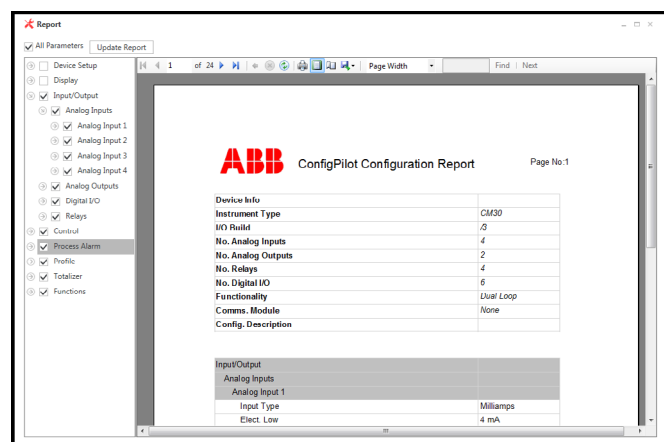 Report
All Parameters Update Report
Device Setup
Display
Input/Output
Analog Inputs
Analog Input 1
Analog Input 2
Analog Input 3
Analog Input 4
Analog Outputs
Digital I/O
Relays
Control
Process Alarm
Profile
Totalizer
Functions
1 of 24 Page Width Find | Next
ABB ConfigPilot Configuration Report Page No:1
Device Info
Instrument Type CM30
I/O Build /3
No. Analog Inputs 4
No. Analog Outputs 2
No. Relays 4
No. Digital I/O 6
Functionality Dual Loop
Comms. Module None
Config. Description
Input/Output
Analog Inputs
Analog Input 1
Input Type Milliamps
Elect. Low 4 mA